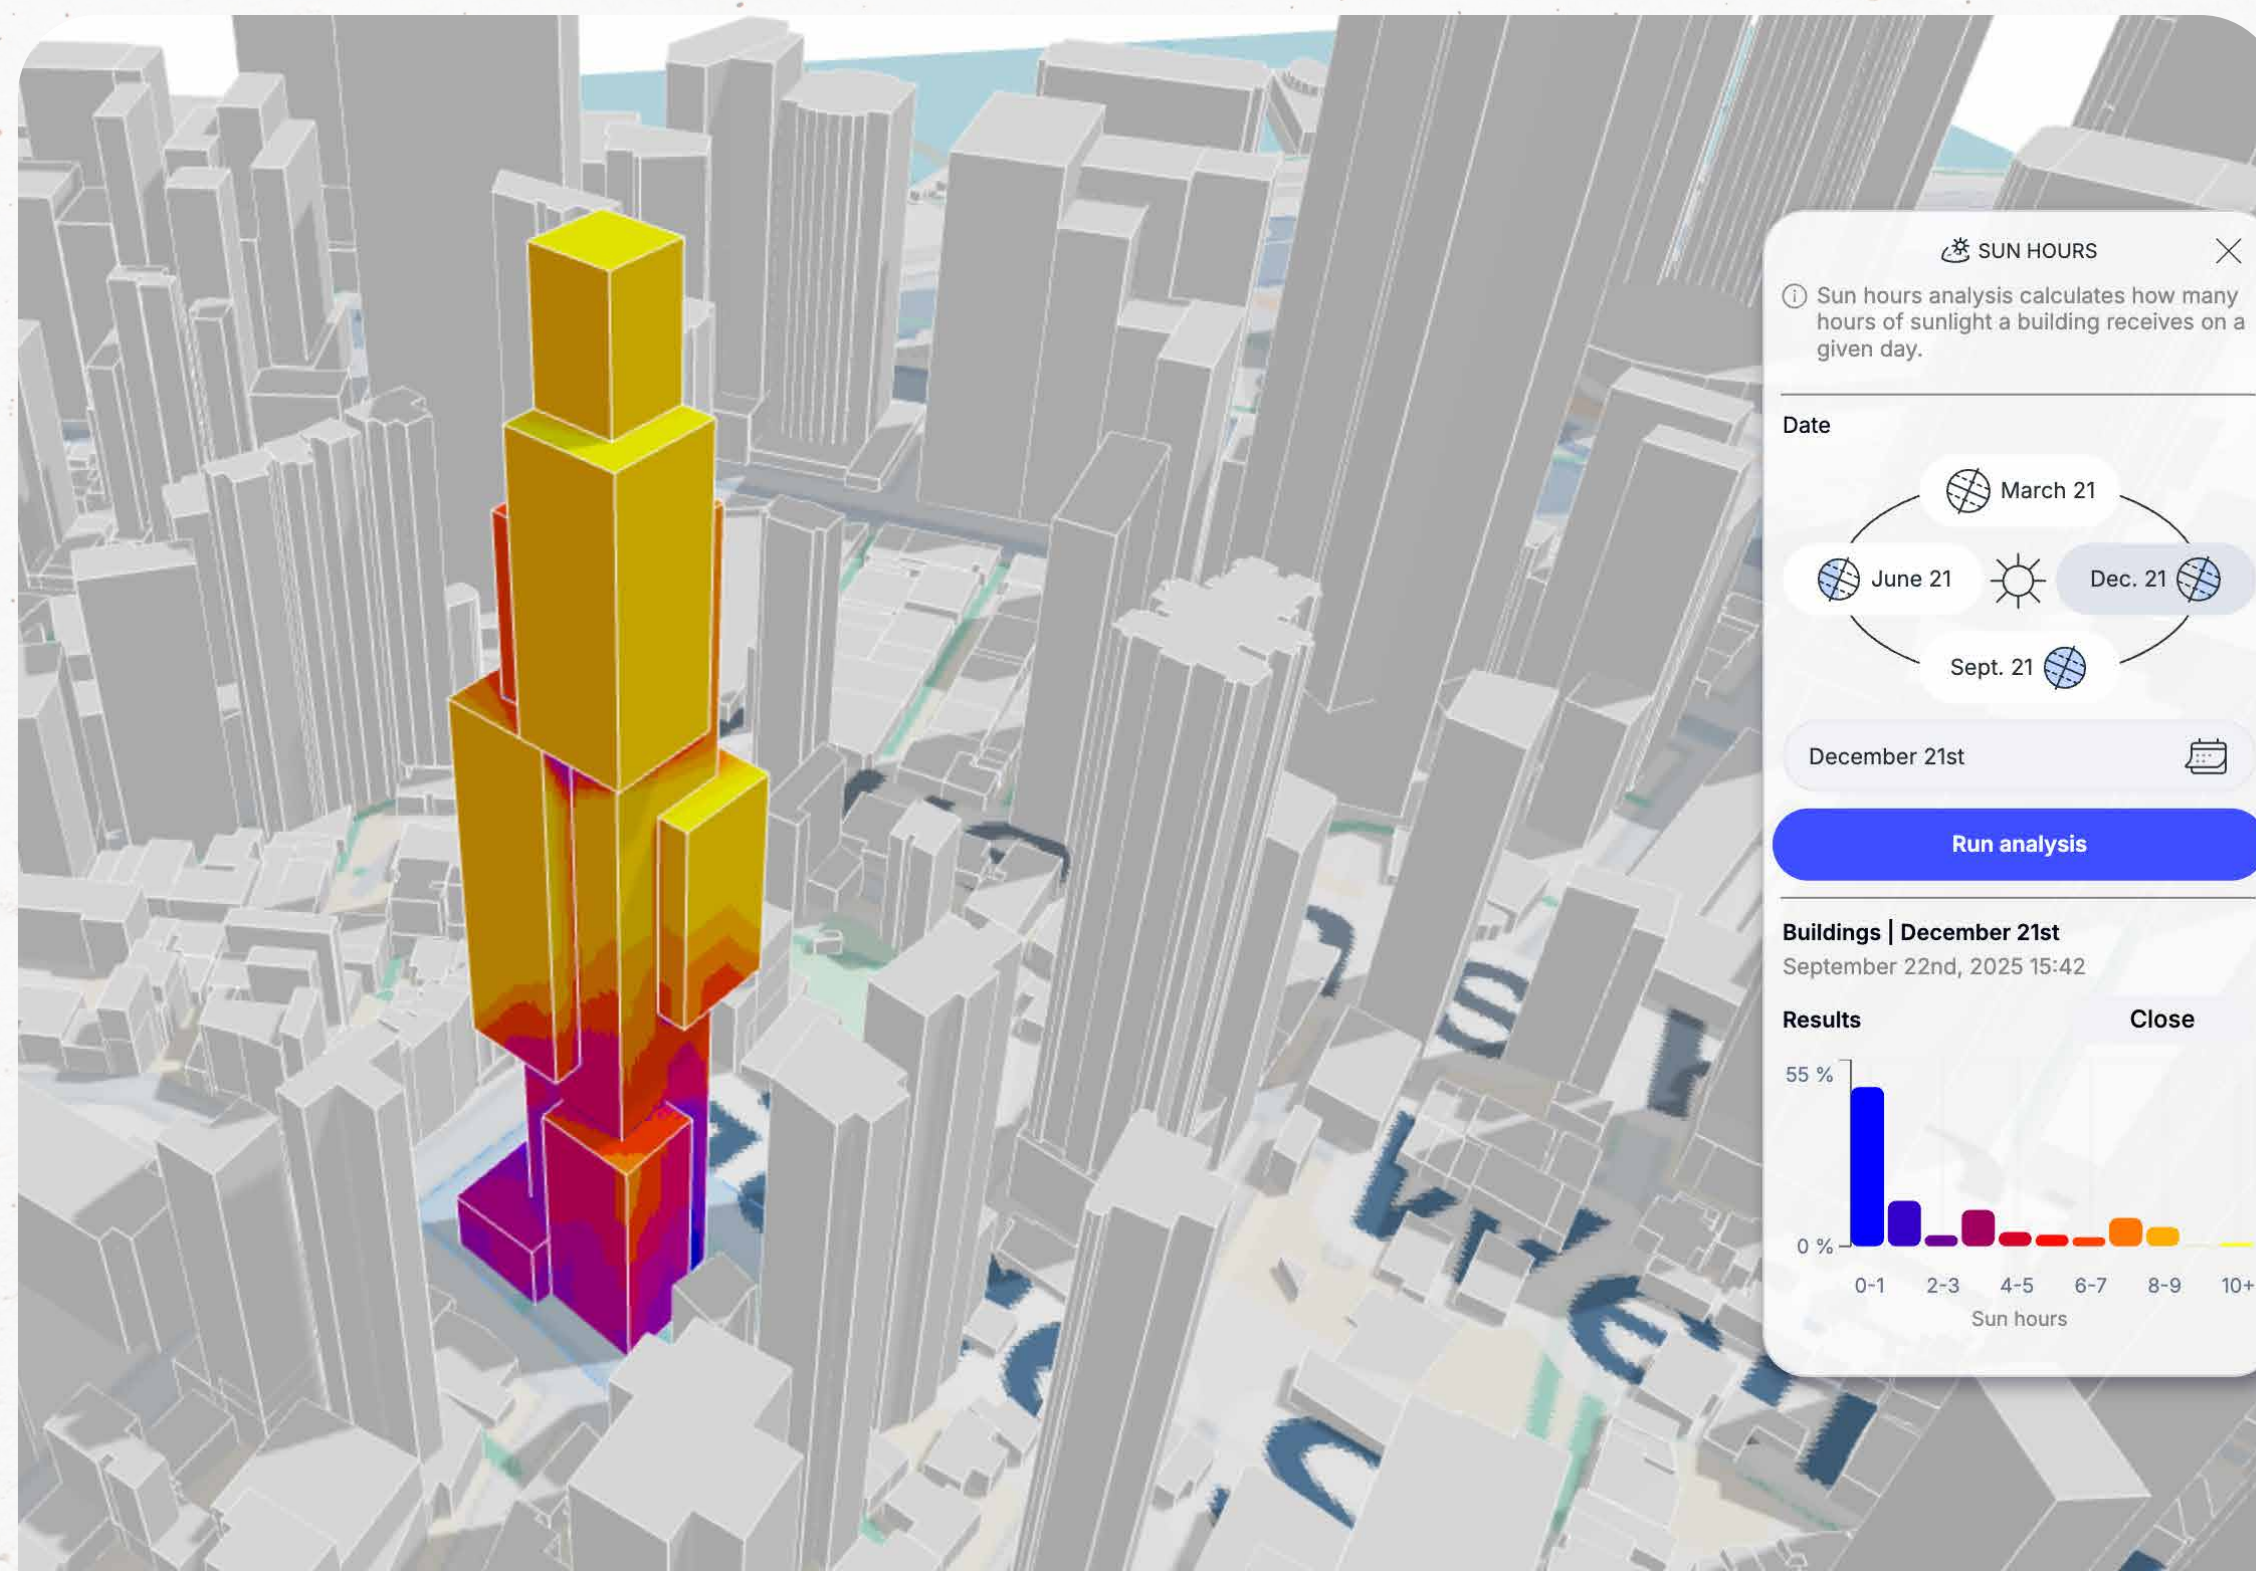 SUN HOURS
Sun hours analysis calculates how many
hours of sunlight a building receives on a
given day.
Date
March 21
June 21
Dec. 21
Sept. 21
December 21st
Run analysis
Buildings | December 21st
September 22nd, 2025 15:42
Results
Close
55 %
0 %
0-1
2-3
4-5
6-7
8-9
10+
Sun hours